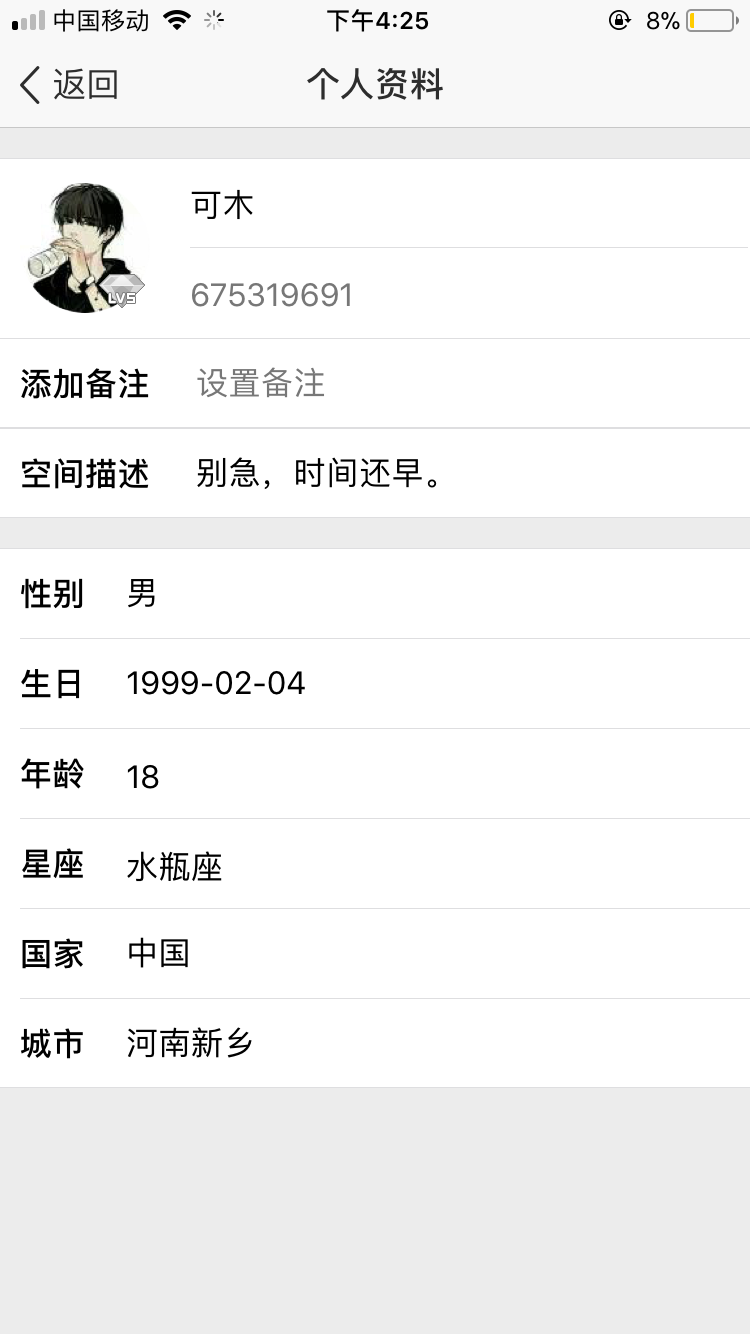 中国移动 下午4:25 8%
返回 个人资料
可木
LV5
675319691
添加备注 设置备注
空间描述 别急，时间还早。
性别 男
生日 1999-02-04
年龄 18
星座 水瓶座
国家 中国
城市 河南新乡